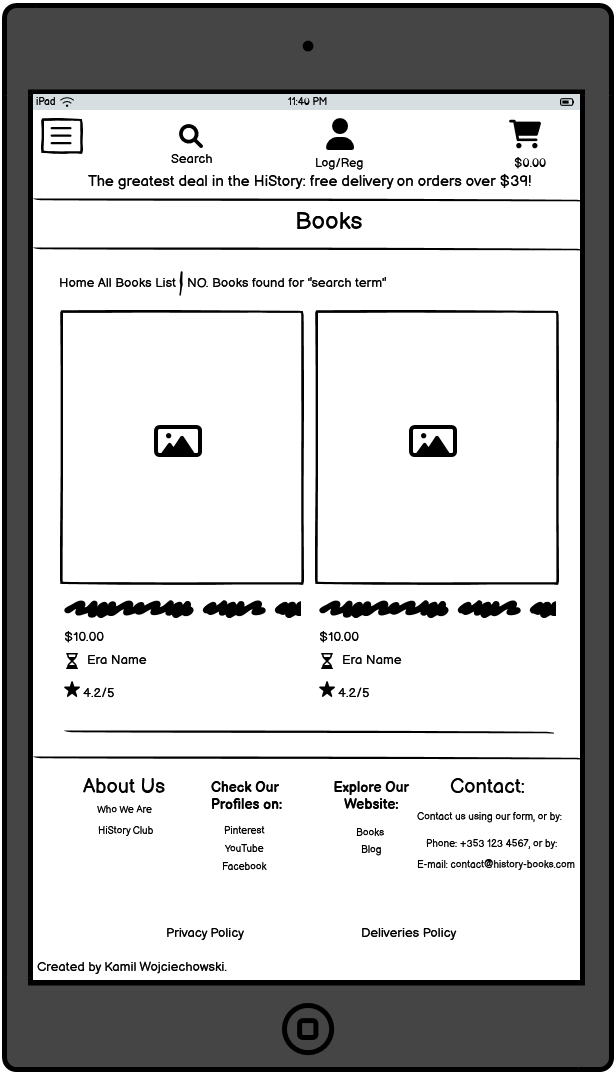 iPad 11:40 PM
Search
Log/Reg
$0.00
The greatest deal in the HiStory: free delivery on orders over $39!
Books
Home All Books List NO. Books found for "search term"
$10.00
Era Name
4.2/5
$10.00
Era Name
4.2/5
About Us
Who We Are
HiStory Club
Check Our
Profiles on:
Pinterest
YouTube
Facebook
Explore Our
Website:
Books
Blog
Contact:
Contact us using our form, or by:
Phone: +353 123 4567, or by:
E-mail: contact@history-books.com
Privacy Policy
Deliveries Policy
Created by Kamil Wojciechowski.